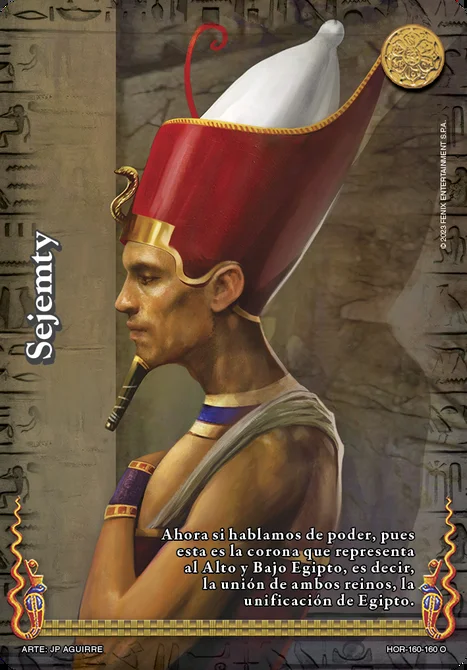 Sejemty
© 2023 FENIX ENTERTAINMENT S.P.A.
Ahora si hablamos de poder, pues
esta es la corona que representa
al Alto y Bajo Egipto, es decir,
la unión de ambos reinos, la
unificación de Egipto.
ARTE: JP AGUIRRE
HOR-160-160 O